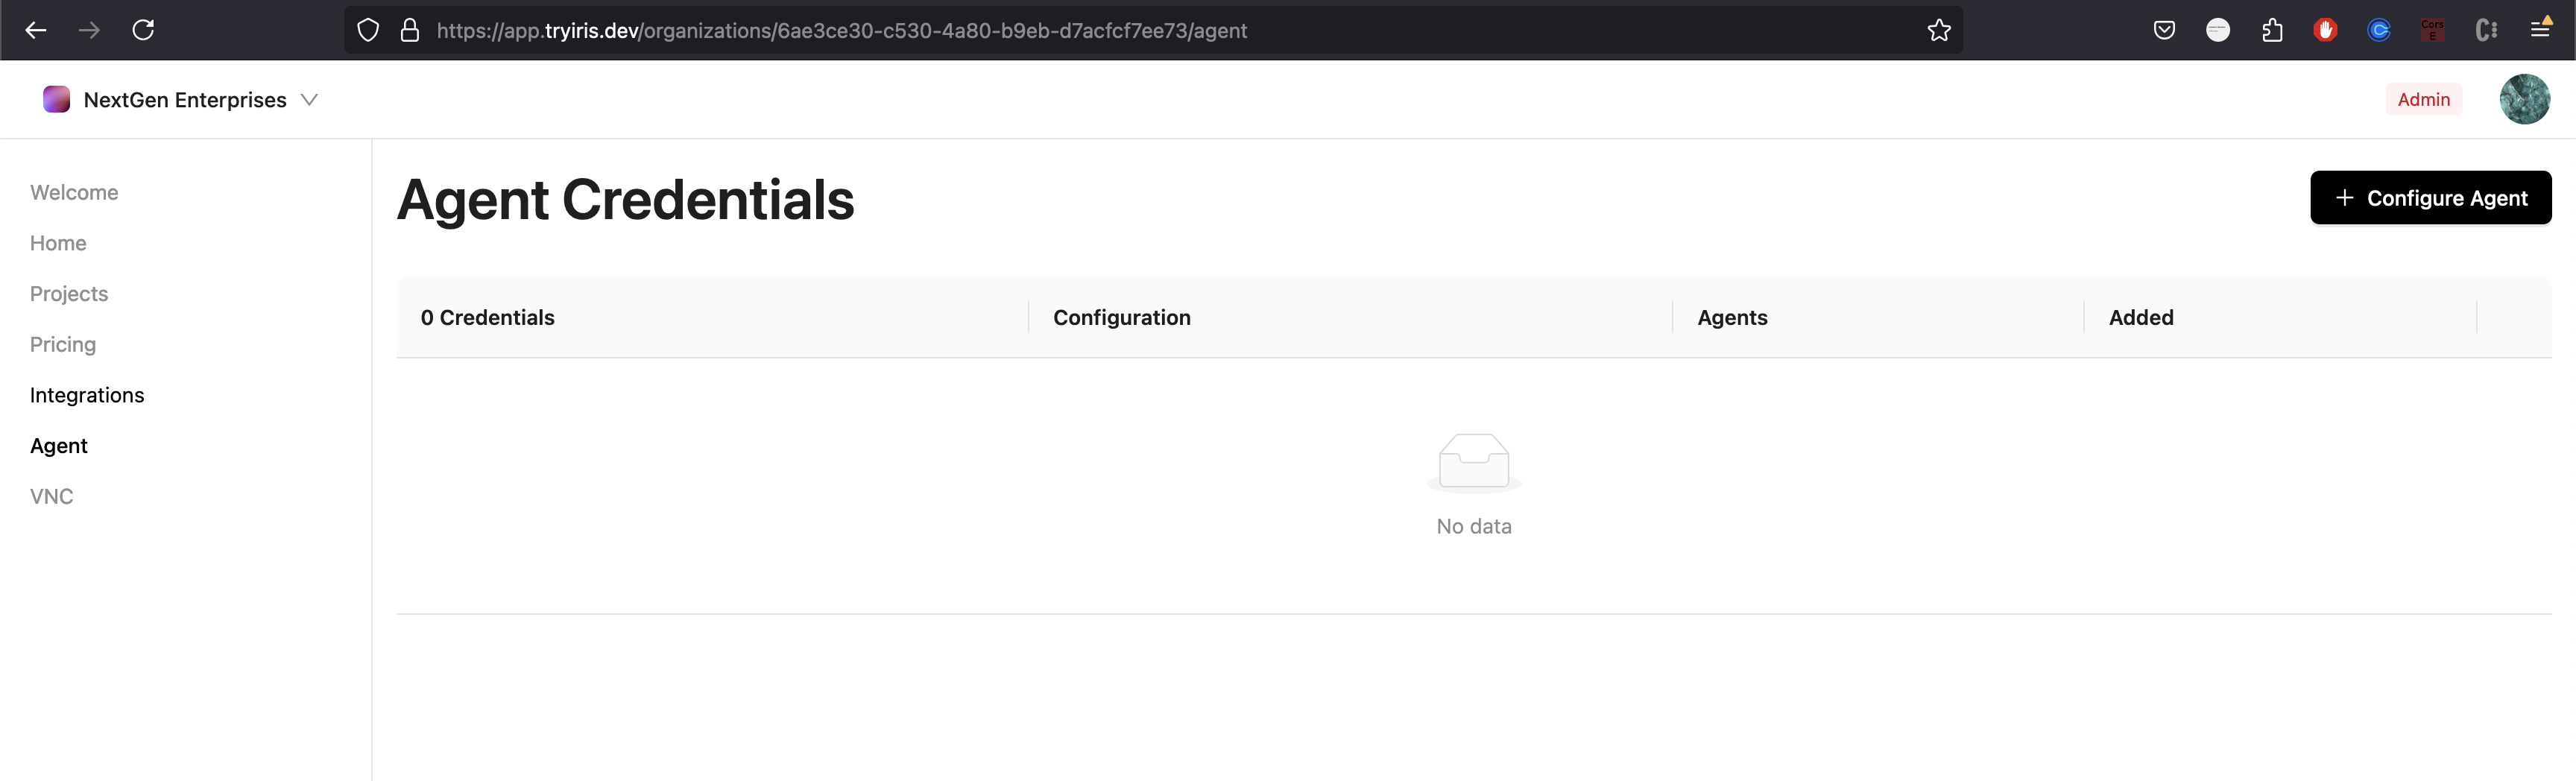 https://app.tryiris.dev/organizations/6ae3ce30-c530-4a80-b9eb-d7acfcf7ee73/agent
Cors
E
NextGen Enterprises
Admin
Welcome
Home
Projects
Pricing
Integrations
Agent
VNC
Agent Credentials
+ Configure Agent
0 Credentials Configuration Agents Added
No data